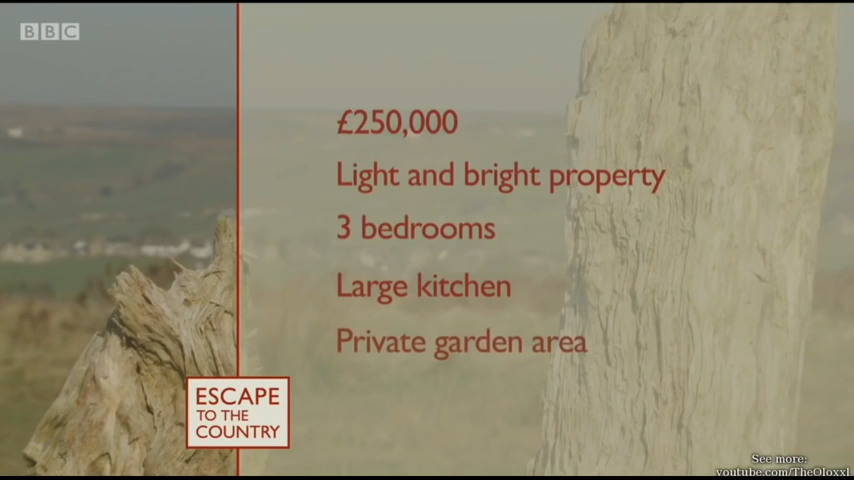 BBC
£250,000
Light and bright property
3 bedrooms
Large kitchen
Private garden area
ESCAPE
TO THE
COUNTRY
See more:
youtube.com/TheOloxxl